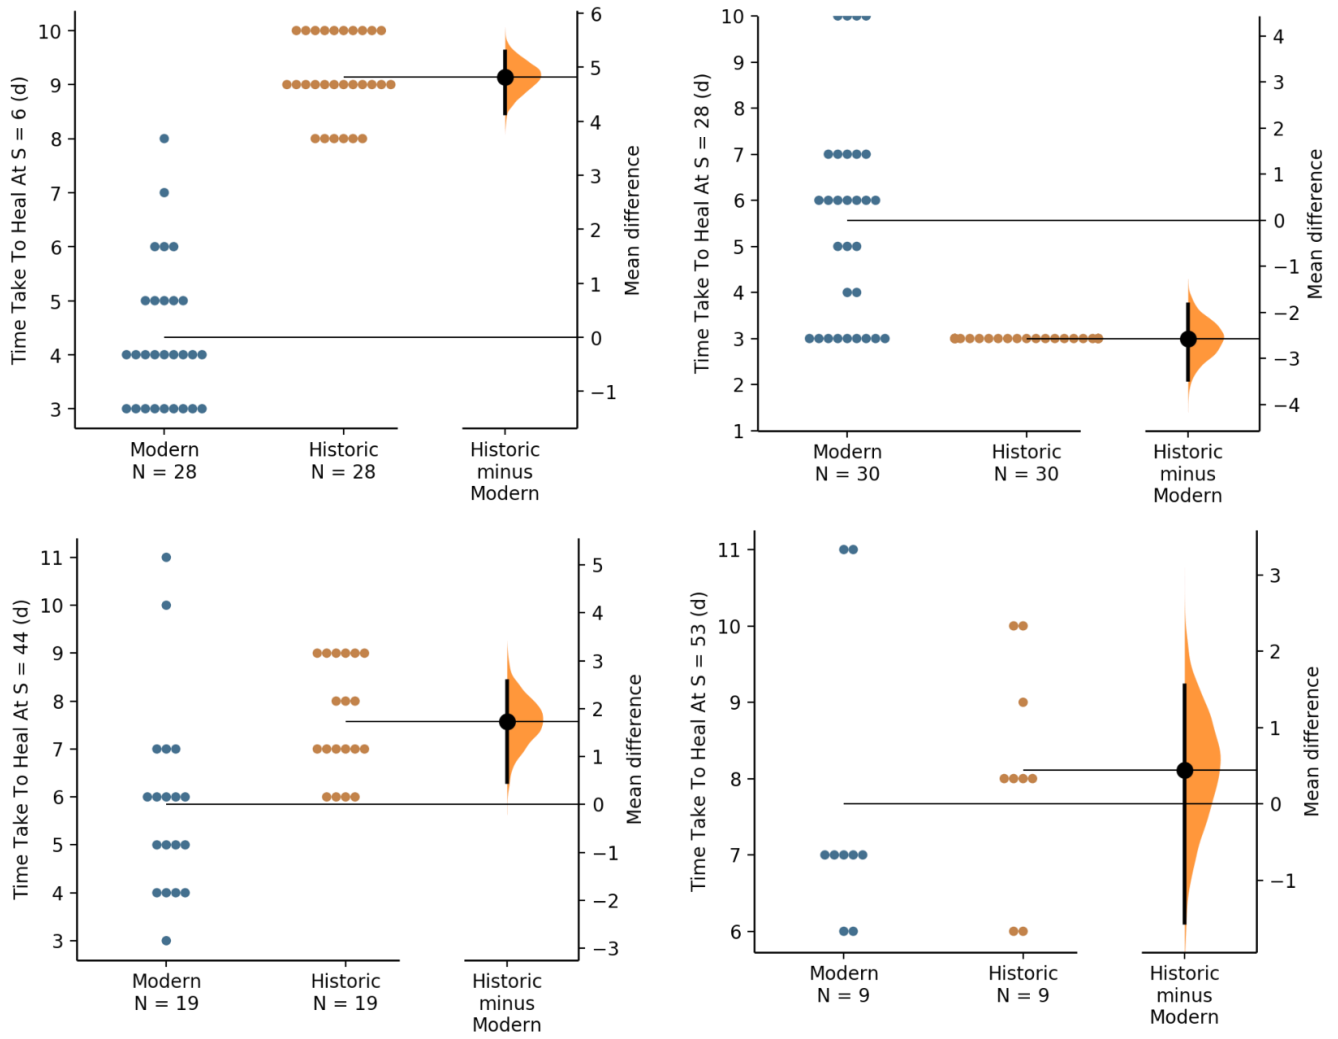 Time Take To Heal At S = 6 (d)
10
9
8
7
6
5
4
3
6
5
4
3
2
1
0
−1
Mean difference
Modern
N = 28
Historic
N = 28
Historic
minus
Modern
Time Take To Heal At S = 28 (d)
10
9
8
7
6
5
4
3
2
1
4
3
2
1
0
−1
−2
−3
−4
Mean difference
Modern
N = 30
Historic
N = 30
Historic
minus
Modern
Time Take To Heal At S = 44 (d)
11
10
9
8
7
6
5
4
3
5
4
3
2
1
0
−1
−2
−3
Mean difference
Modern
N = 19
Historic
N = 19
Historic
minus
Modern
Time Take To Heal At S = 53 (d)
11
10
9
8
7
6
3
2
1
0
−1
Mean difference
Modern
N = 9
Historic
N = 9
Historic
minus
Modern